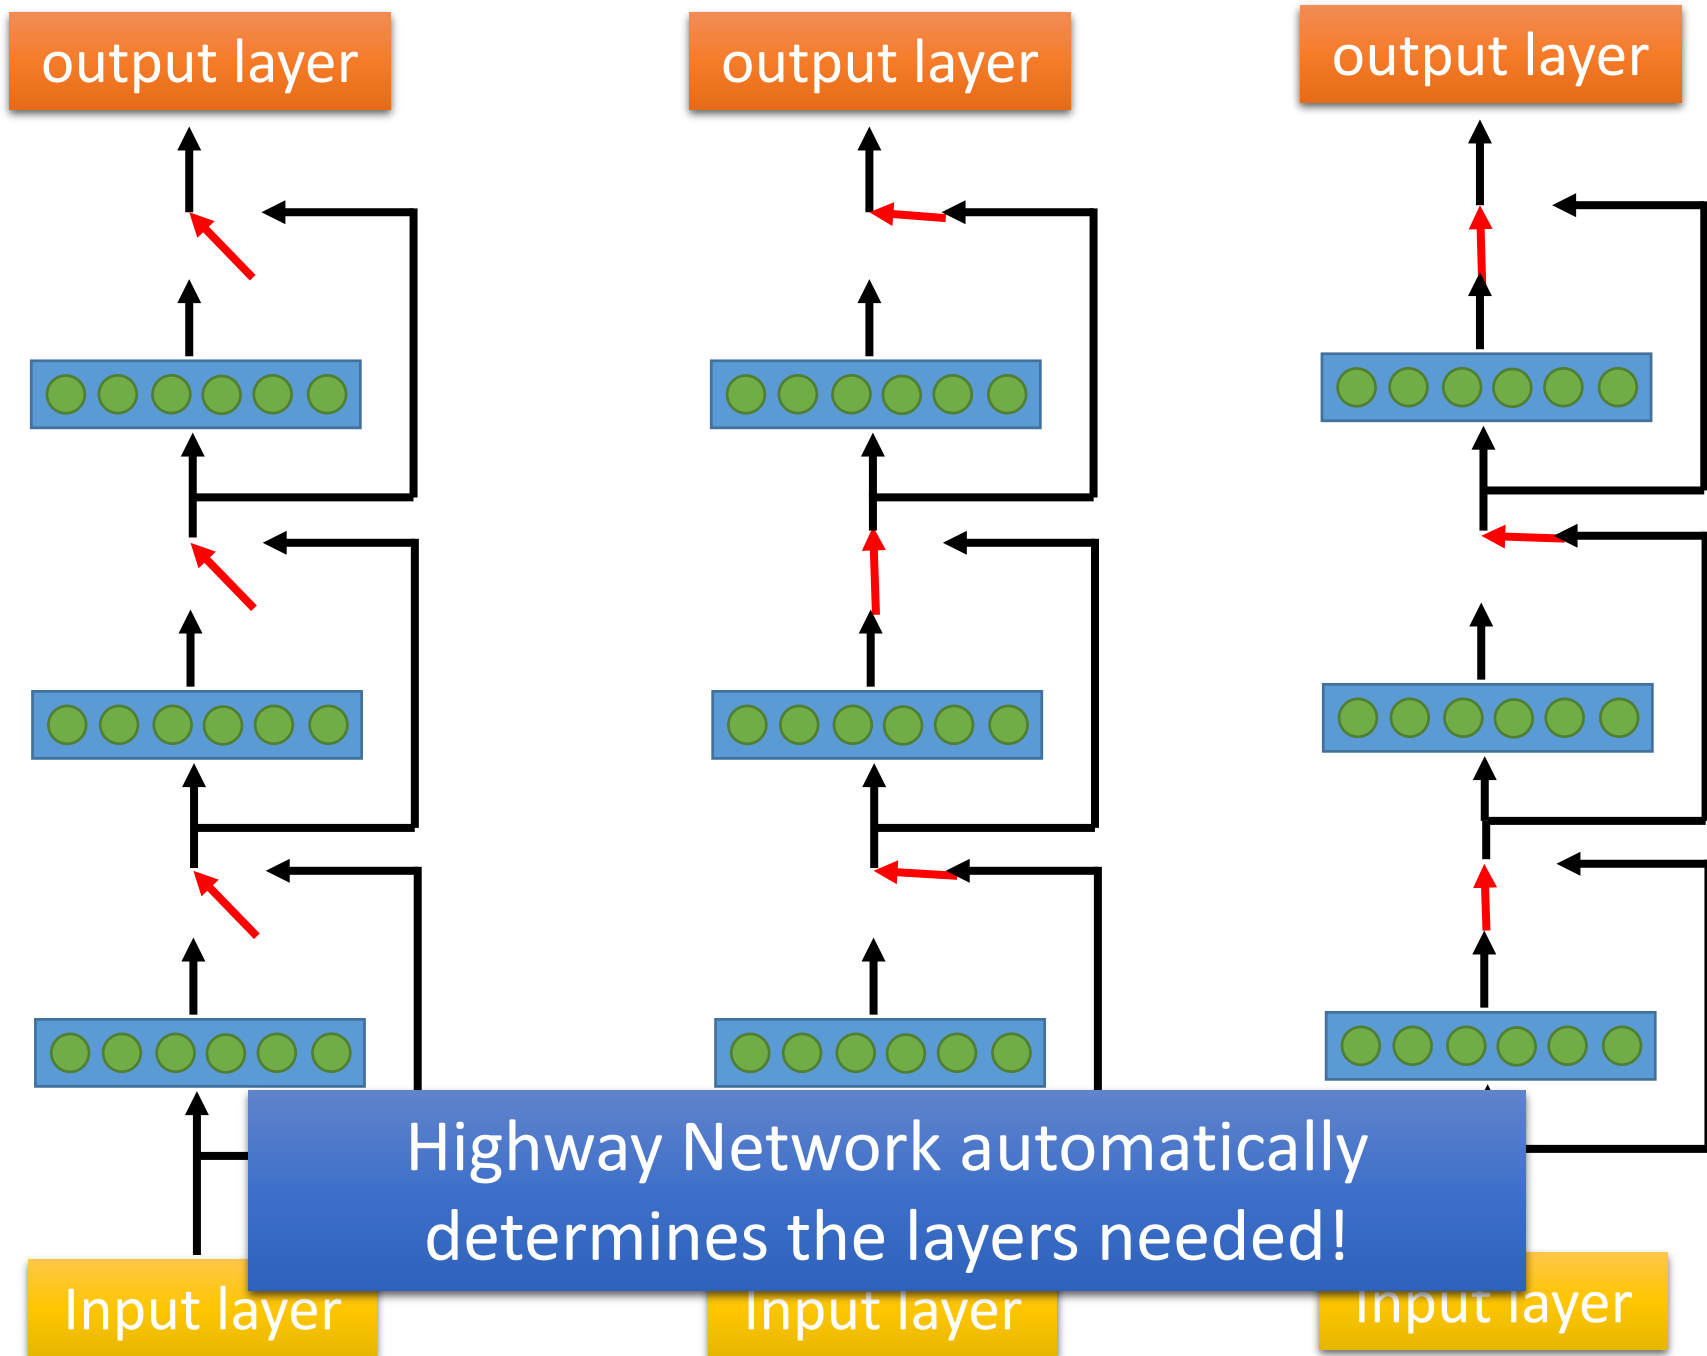 output layer
output layer
output layer
Highway Network automatically
determines the layers needed!
Input layer
Input layer
Input layer